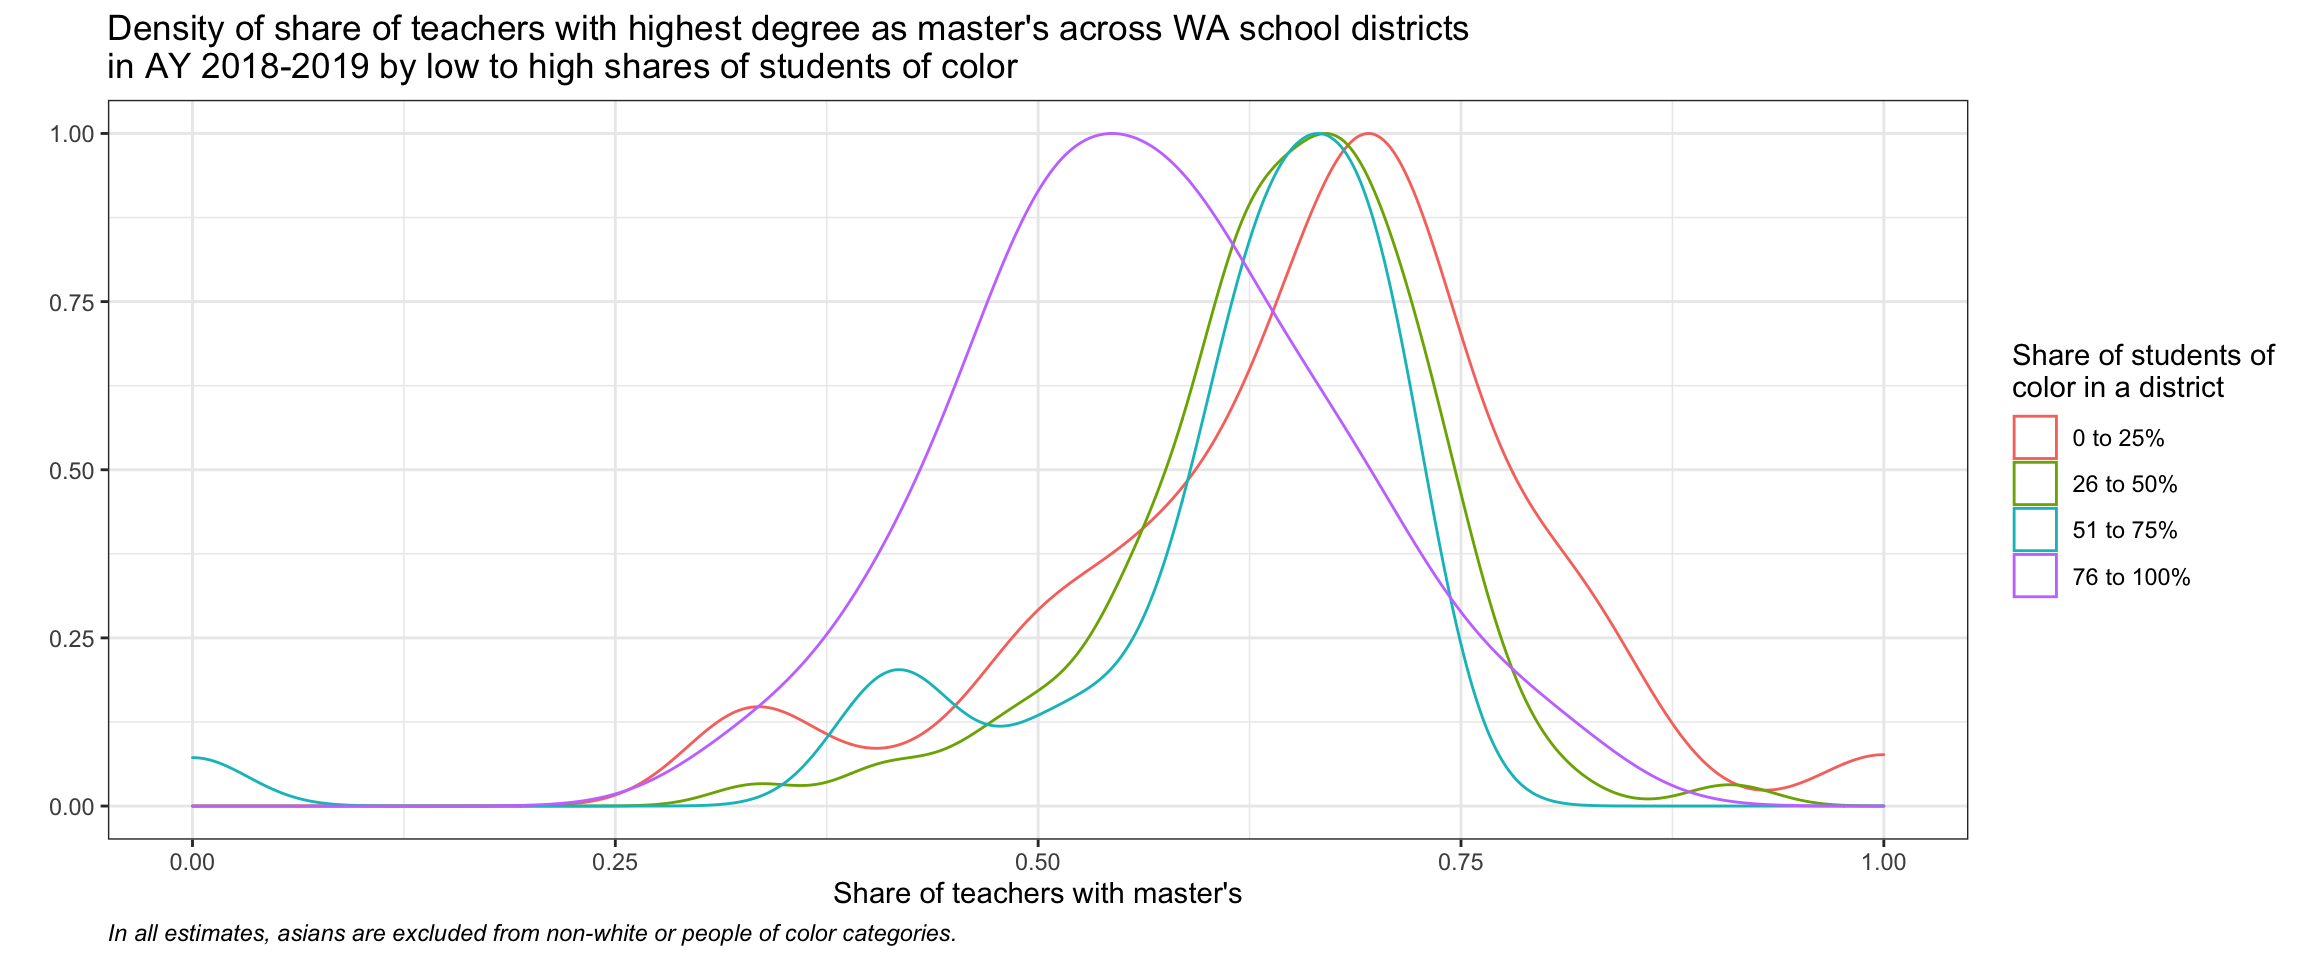 Density of share of teachers with highest degree as master's across WA school districts
in AY 2018-2019 by low to high shares of students of color
1.00
0.75
0.50
0.25
0.00
0.00 0.25 0.50 0.75 1.00
Share of teachers with master's
In all estimates, asians are excluded from non-white or people of color categories.
Share of students of
color in a district
0 to 25%
26 to 50%
51 to 75%
76 to 100%